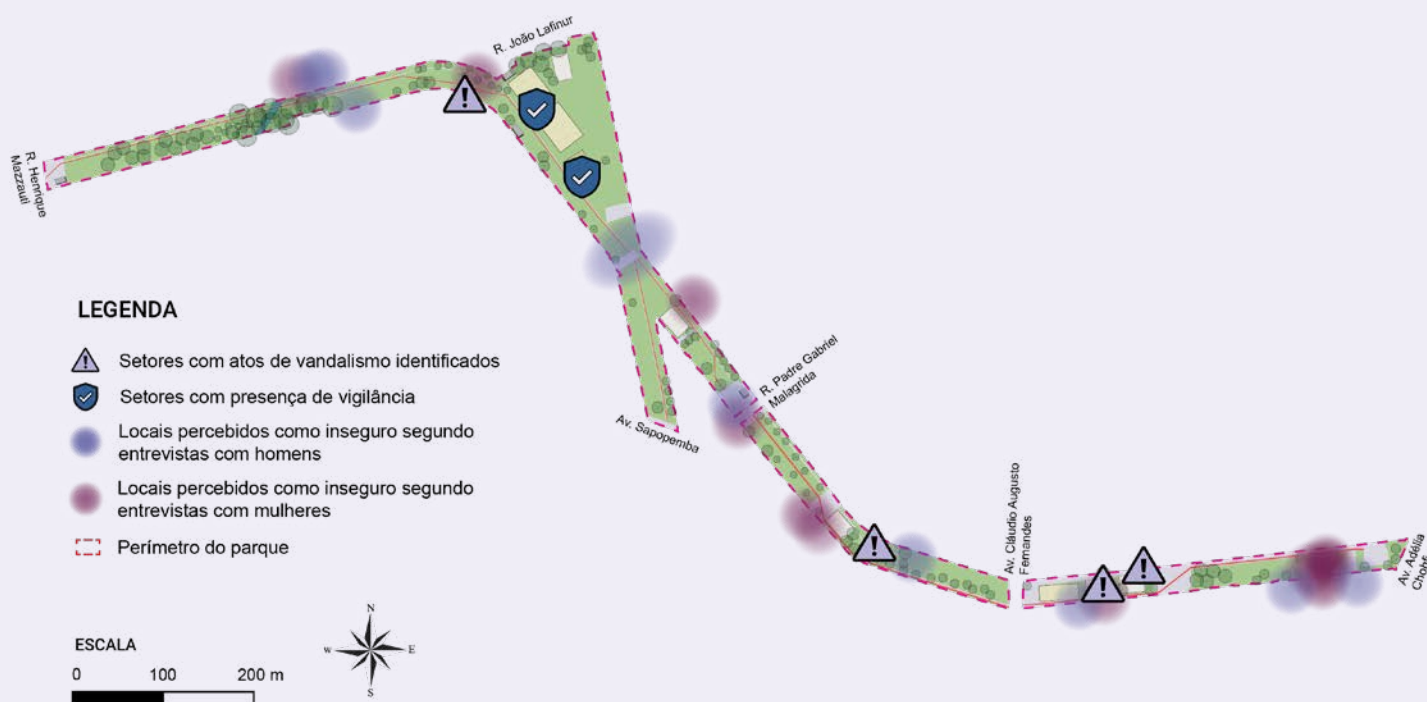 R. João Lafinur
R. Henrique
Mazzauti
LEGENDA
Setores com atos de vandalismo identificados
Setores com presença de vigilância
Locais percebidos como inseguro segundo
entrevistas com homens
Locais percebidos como inseguro segundo
entrevistas com mulheres
Perímetro do parque
Av. Sapopemba
R. Padre Gabriel
Malagrida
Av. Cláudio Augusto
Fernandes
Av. Adélia
Chohfi
ESCALA
0 100 200 m
N
W E
S